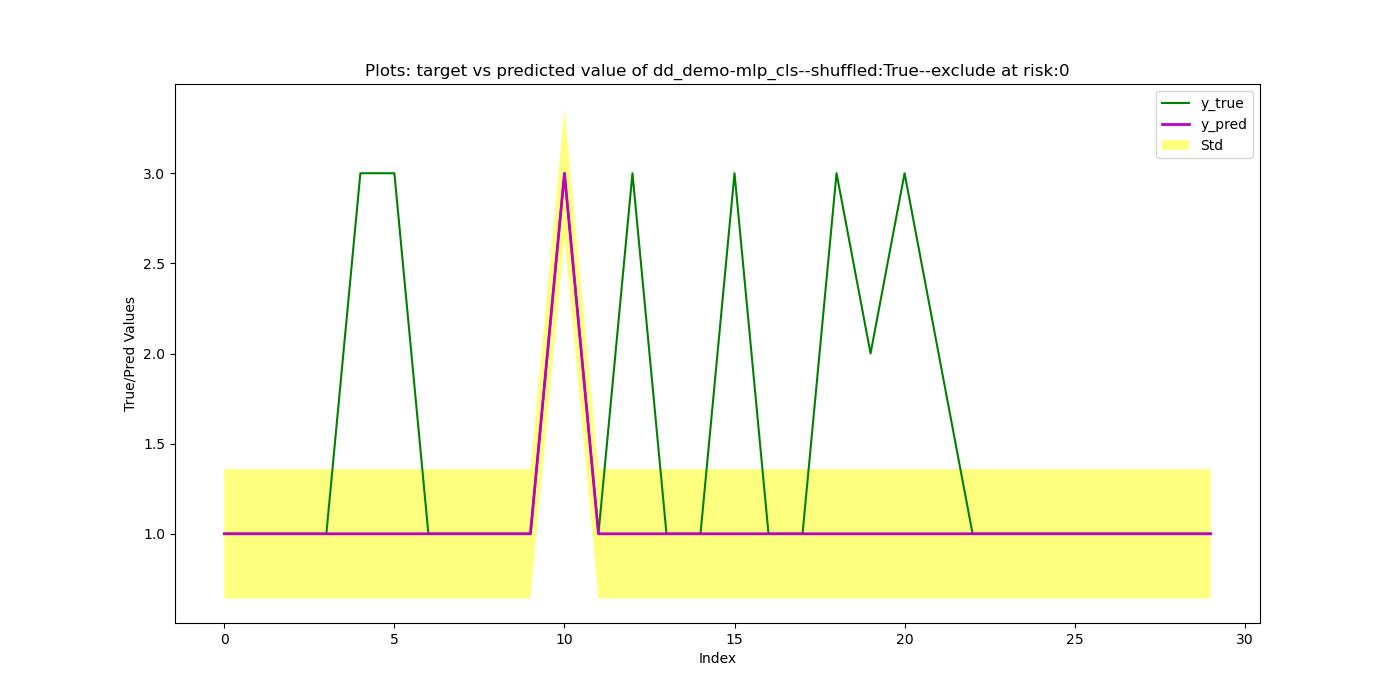 Plots: target vs predicted value of dd_demo-mlp_cls--shuffled:True--exclude at risk:0
y_true
y_pred
Std
True/Pred Values
3.0
2.5
2.0
1.5
1.0
0 5 10 15 20 25 30
Index